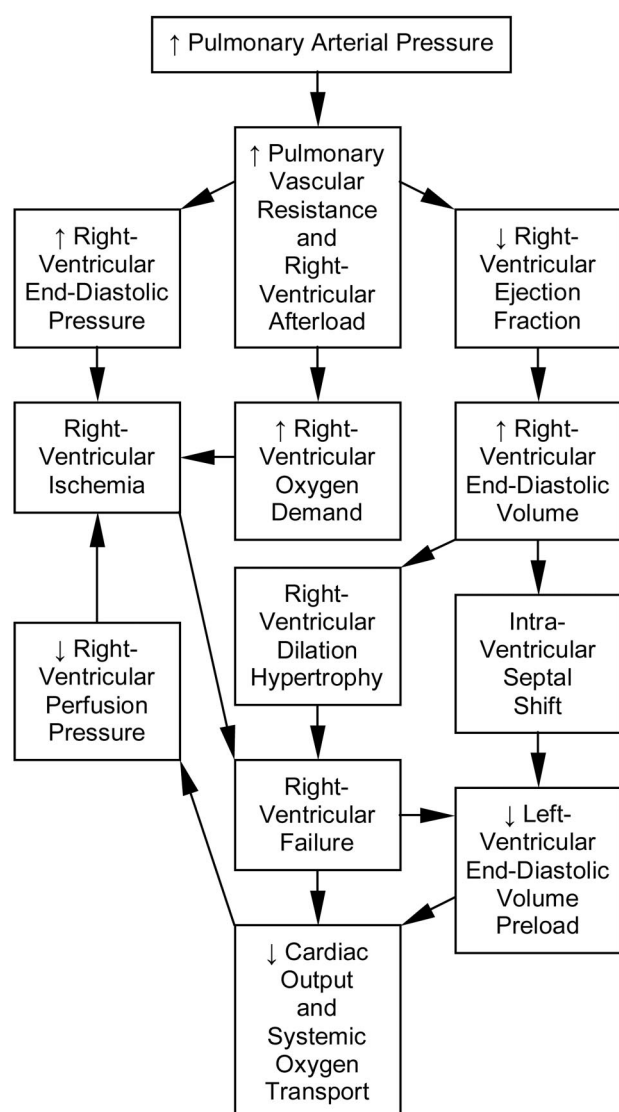 ↑ Pulmonary Arterial Pressure
↑ Pulmonary
Vascular
Resistance
and
Right-
Ventricular
Afterload
↑ Right-
Ventricular
End-Diastolic
Pressure
↓ Right-
Ventricular
Ejection
Fraction
Right-
Ventricular
Ischemia
↑ Right-
Ventricular
Oxygen
Demand
↑ Right-
Ventricular
End-Diastolic
Volume
Right-
Ventricular
Dilation
Hypertrophy
Intra-
Ventricular
Septal
Shift
↓ Right-
Ventricular
Perfusion
Pressure
Right-
Ventricular
Failure
↓ Left-
Ventricular
End-Diastolic
Volume
Preload
↓ Cardiac
Output
and
Systemic
Oxygen
Transport